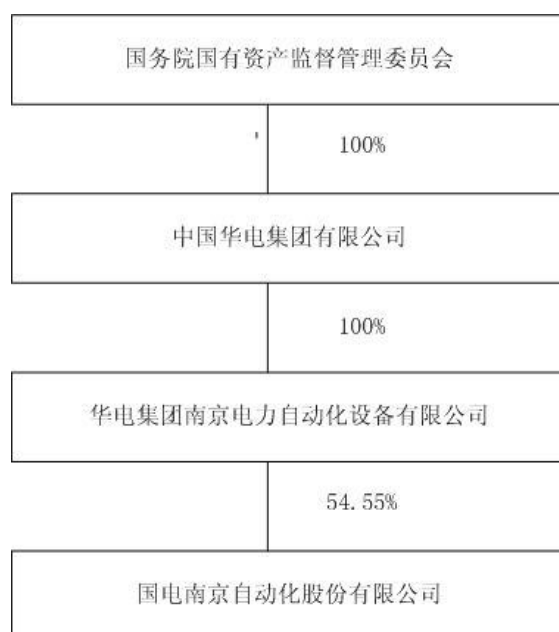 国务院国有资产监督管理委员会
100%
中国华电集团有限公司
100%
华电集团南京电力自动化设备有限公司
54.55%
国电南京自动化股份有限公司